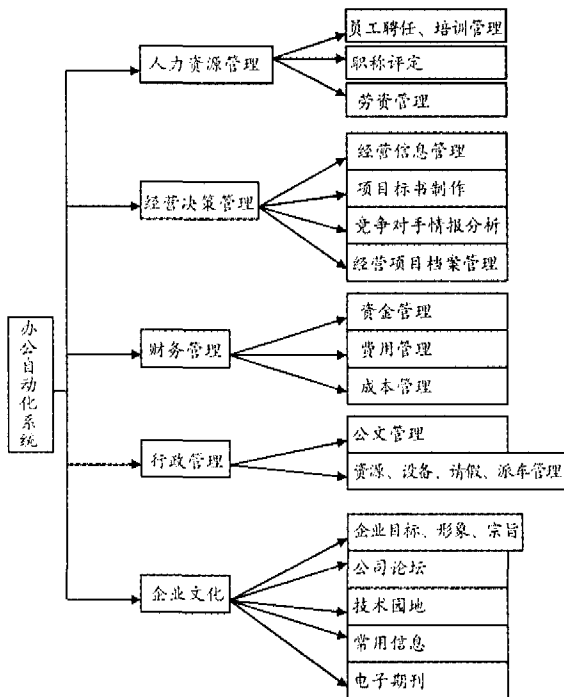 办公自动化系统
人力资源管理
员工聘任、培训管理
职称评定
劳资管理
经营决策管理
经营信息管理
项目标书制作
竞争对手情报分析
经营项目档案管理
财务管理
资金管理
费用管理
成本管理
行政管理
公文管理
资源、设备、请假、派车管理
企业文化
企业目标、形象、宗旨
公司论坛
技术园地
常用信息
电子期刊